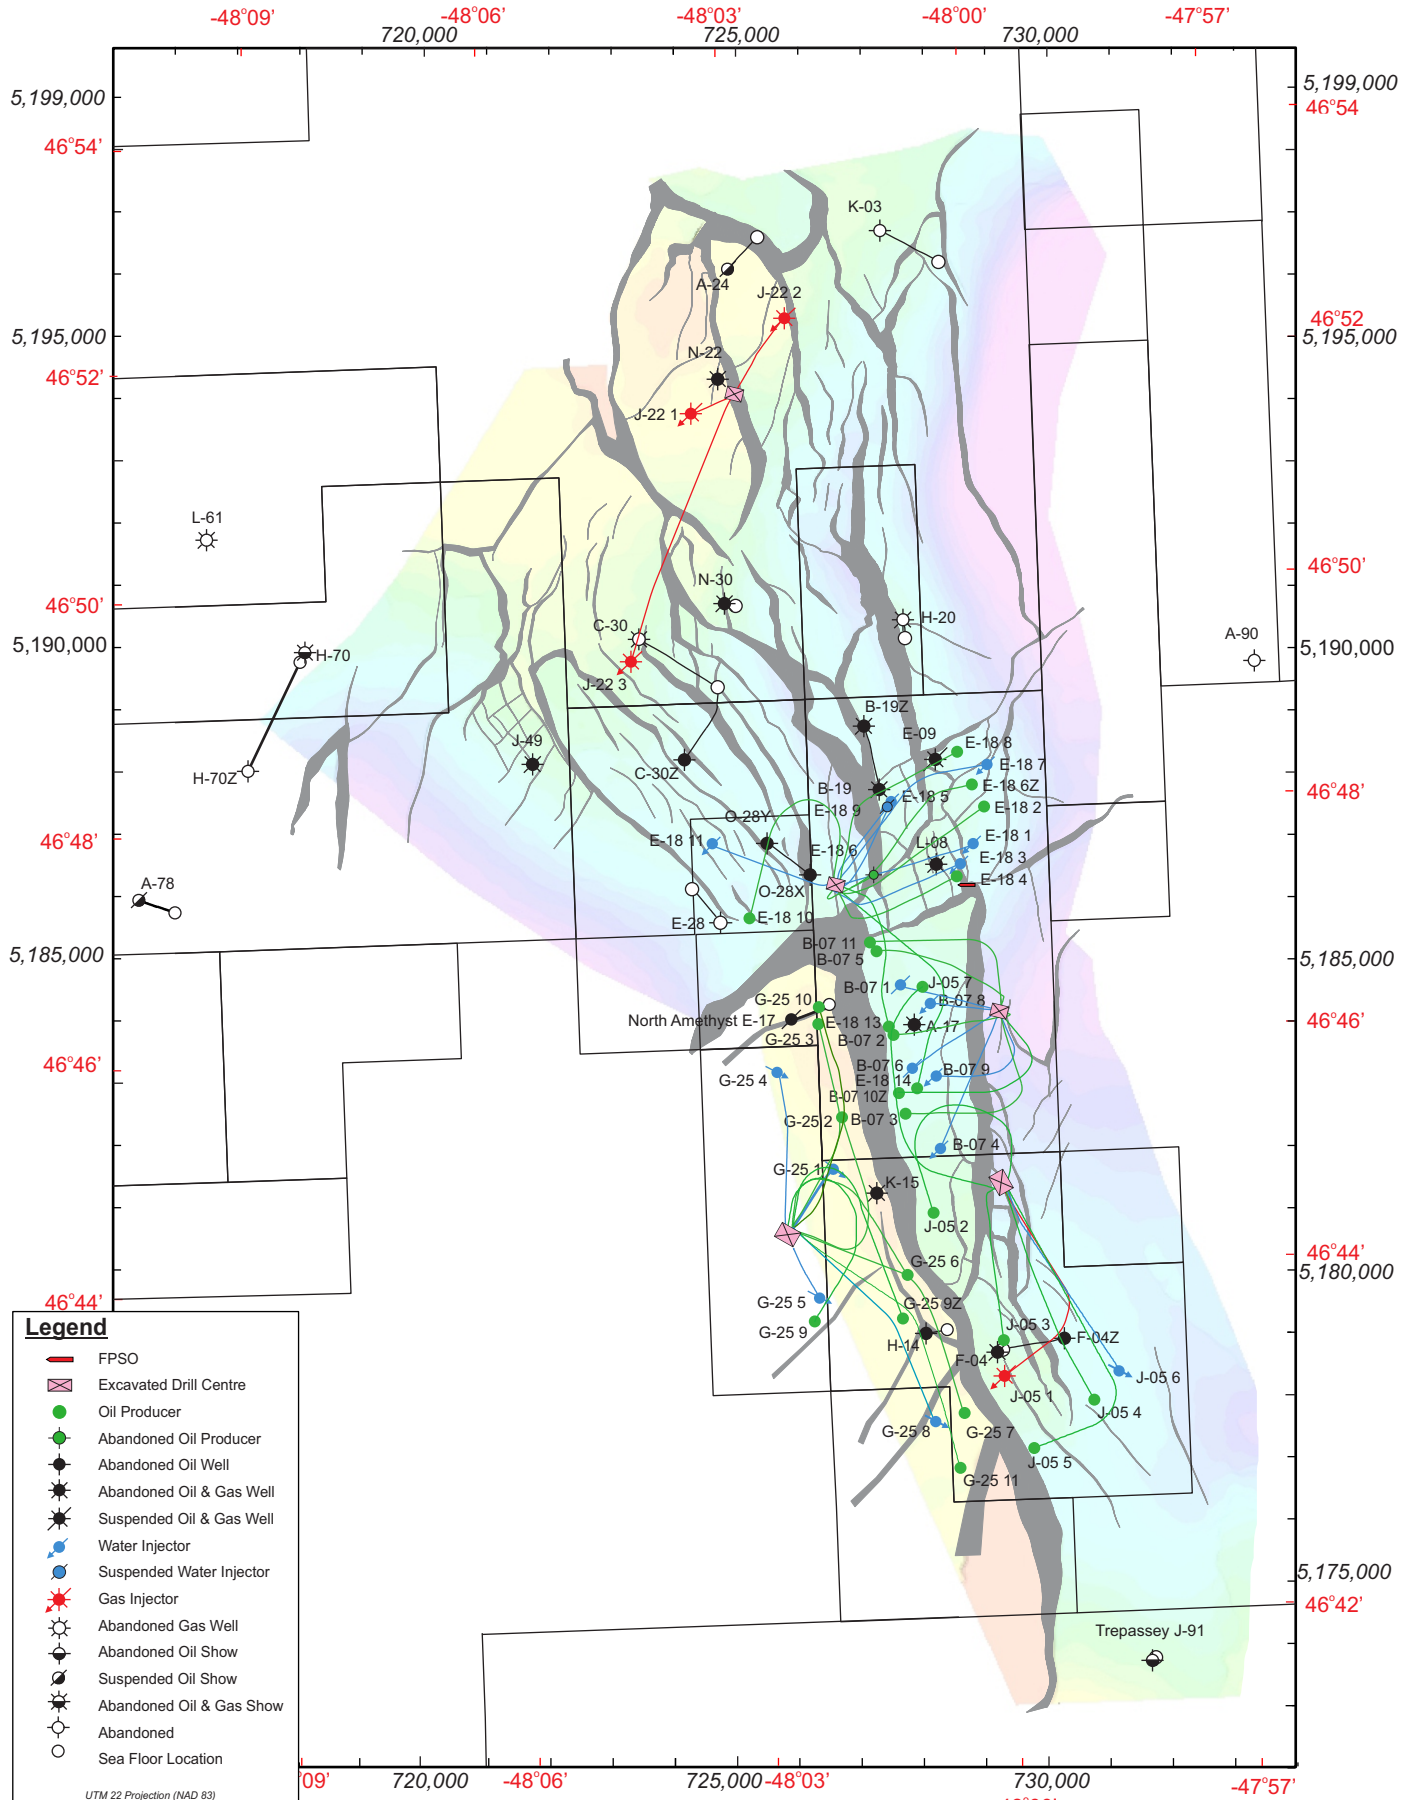 -48°09’ -48°06’ -48°03’ -48°00’ -47°57’
720,000 725,000 730,000
5,199,000 5,199,000
46°54’ 46°54
K-03
A-24
J-22 2
46°52
5,195,000 5,195,000
N-22
46°52’
J-22 1
L-61
46°50’
N-30
46°50’
C-30 H-20
A-90
5,190,000 5,190,000
H-70
J-22 3
B-19Z
E-09
E-18 8
J-49
E-18 7
H-70Z C-30Z
E-18 6Z
B-19
46°48’
E-18 5
E-18 9 E-18 2
O-28Y
46°48’
E-18 11 E-18 1
L-08
E-18 6
E-18 3
A-78
O-28X
E-18 4
E-28 E-18 10
B-07 11
5,185,000 5,185,000
B-07 5
B-07 1 J-05 7
G-25 10 B-07 8
North Amethyst E-17
E-18 13 A-17
46°46’
G-25 3 B-07 2
46°46’
B-07 6
B-07 9
G-25 4 E-18 14
B-07 10Z
G-25 2 B-07 3
B-07 4
G-25 1
K-15
J-05 2
46°44’
G-25 6
5,180,000
46°44’
G-25 5 G-25 9Z
G-25 9 J-05 3
H-14 F-04Z
F-04
J-05 6
J-05 1
J-05 4
G-25 8 G-25 7
J-05 5
G-25 11
5,175,000
46°42’
Trepassey J-91
Legend
FPSO
Excavated Drill Centre
Oil Producer
Abandoned Oil Producer
Abandoned Oil Well
Abandoned Oil & Gas Well
Suspended Oil & Gas Well
Water Injector
Suspended Water Injector
Gas Injector
Abandoned Gas Well
Abandoned Oil Show
Suspended Oil Show
Abandoned Oil & Gas Show
Abandoned
Sea Floor Location
UTM 22 Projection (NAD 83)
°09’ 720,000 -48°06’ 725,000 -48°03’ 730,000 -47°57’